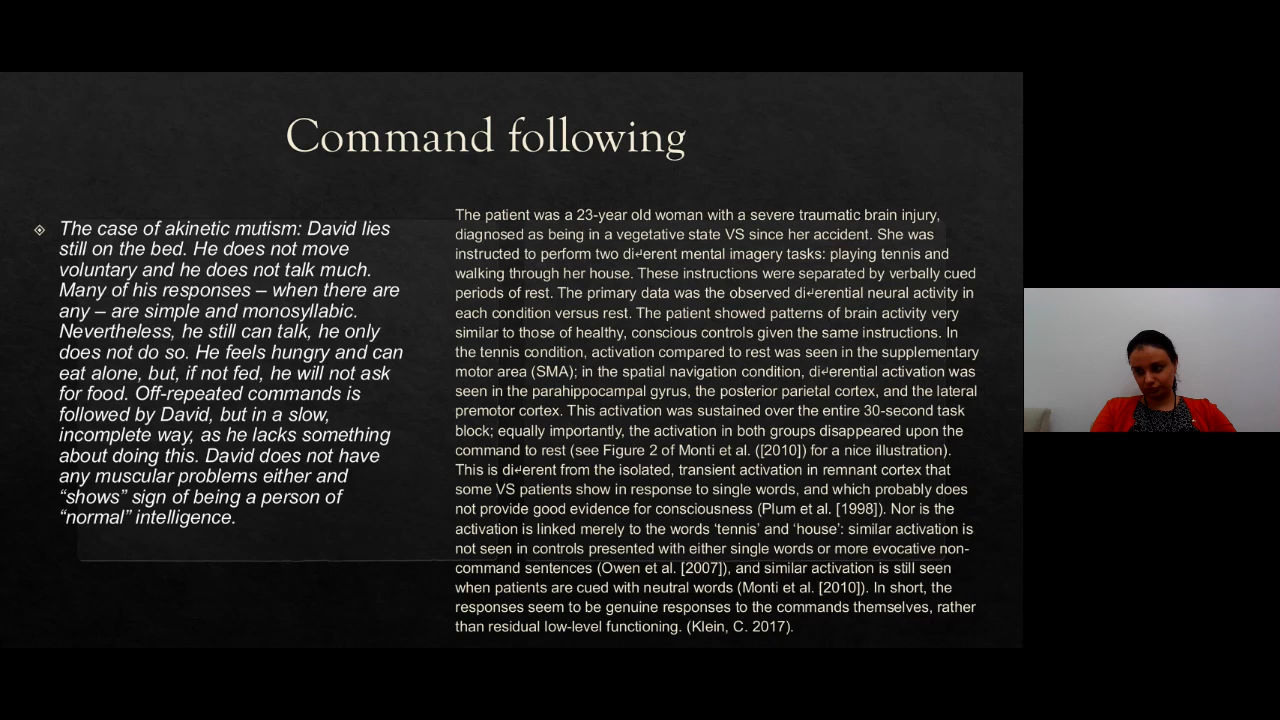 Command following
The case of akinetic mutism: David lies
still on the bed. He does not move
voluntary and he does not talk much.
Many of his responses – when there are
any – are simple and monosyllabic.
Nevertheless, he still can talk, he only
does not do so. He feels hungry and can
eat alone, but, if not fed, he will not ask
for food. Off-repeated commands is
followed by David, but in a slow,
incomplete way, as he lacks something
about doing this. David does not have
any muscular problems either and
“shows” sign of being a person of
“normal” intelligence.
The patient was a 23-year old woman with a severe traumatic brain injury,
diagnosed as being in a vegetative state VS since her accident. She was
instructed to perform two di↵erent mental imagery tasks: playing tennis and
walking through her house. These instructions were separated by verbally cued
periods of rest. The primary data was the observed di↵erential neural activity in
each condition versus rest. The patient showed patterns of brain activity very
similar to those of healthy, conscious controls given the same instructions. In
the tennis condition, activation compared to rest was seen in the supplementary
motor area (SMA); in the spatial navigation condition, di↵erential activation was
seen in the parahippocampal gyrus, the posterior parietal cortex, and the lateral
premotor cortex. This activation was sustained over the entire 30-second task
block; equally importantly, the activation in both groups disappeared upon the
command to rest (see Figure 2 of Monti et al. ([2010]) for a nice illustration).
This is di↵erent from the isolated, transient activation in remnant cortex that
some VS patients show in response to single words, and which probably does
not provide good evidence for consciousness (Plum et al. [1998]). Nor is the
activation is linked merely to the words ‘tennis’ and ‘house’: similar activation is
not seen in controls presented with either single words or more evocative non-
command sentences (Owen et al. [2007]), and similar activation is still seen
when patients are cued with neutral words (Monti et al. [2010]). In short, the
responses seem to be genuine responses to the commands themselves, rather
than residual low-level functioning. (Klein, C. 2017).